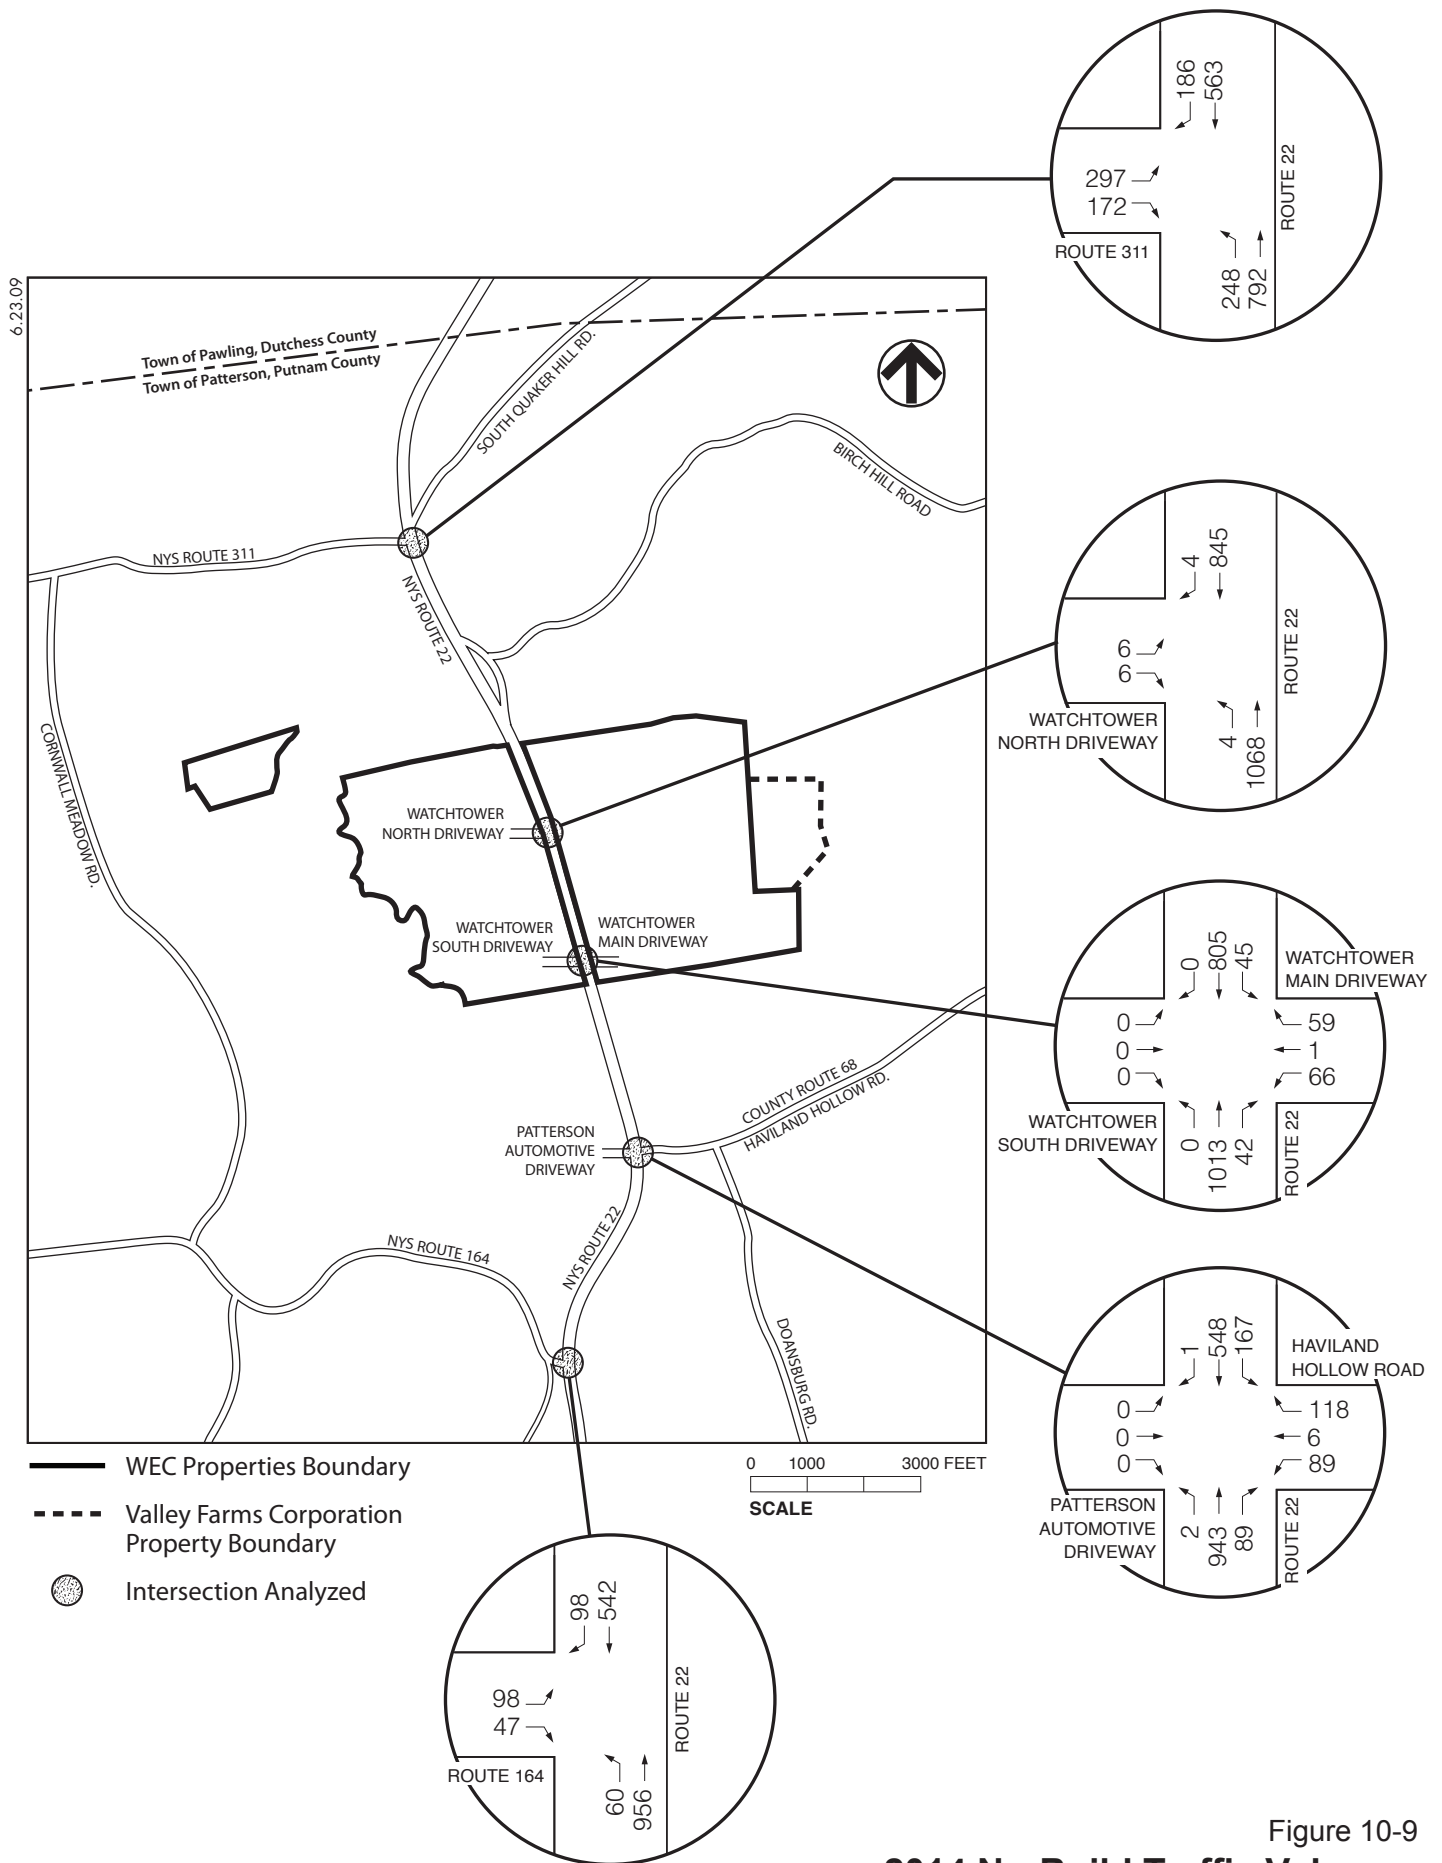 186
563
297
172
ROUTE 311
248
792
ROUTE 22
6.23.09
Town of Pawling, Dutchess County
Town of Patterson, Putnam County
SOUTH QUAKER HILL RD.
BIRCH HILL ROAD
NYS ROUTE 311
NYS ROUTE 22
CORNWALL MEADOW RD.
4
845
6
6
WATCHTOWER
NORTH DRIVEWAY
4
1068
ROUTE 22
WATCHTOWER
NORTH DRIVEWAY
WATCHTOWER
SOUTH DRIVEWAY
WATCHTOWER
MAIN DRIVEWAY
0
805
45
WATCHTOWER
MAIN DRIVEWAY
0
0
0
59
1
66
WATCHTOWER
SOUTH DRIVEWAY
0
1013
42
ROUTE 22
COUNTY ROUTE 68
HAVILAND HOLLOW RD.
PATTERSON
AUTOMOTIVE
DRIVEWAY
NYS ROUTE 22
NYS ROUTE 164
DOANSBURG RD.
1
548
167
HAVILAND
HOLLOW ROAD
0
0
0
118
6
89
PATTERSON
AUTOMOTIVE
DRIVEWAY
2
943
89
ROUTE 22
WEC Properties Boundary
Valley Farms Corporation
Property Boundary
Intersection Analyzed
0 1000 3000 FEET
SCALE
98
542
98
47
ROUTE 164
60
956
ROUTE 22
Figure 10-9